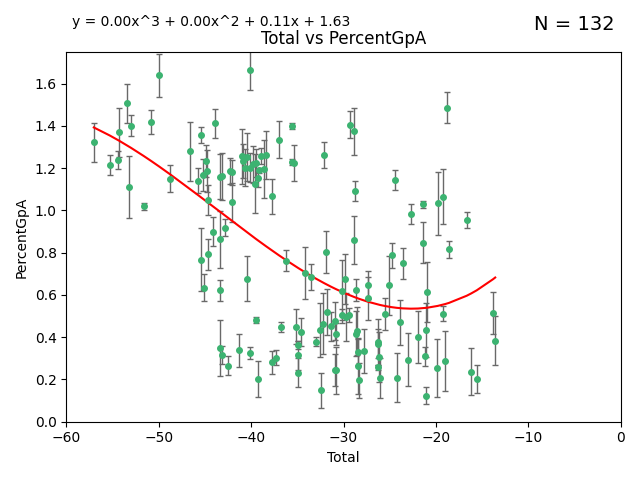 y = 0.00x^3 + 0.00x^2 + 0.11x + 1.63
N = 132
Total vs PercentGpA
PercentGpA
1.6
1.4
1.2
1.0
0.8
0.6
0.4
0.2
0.0
−60 −50 −40 −30 −20 −10 0
Total